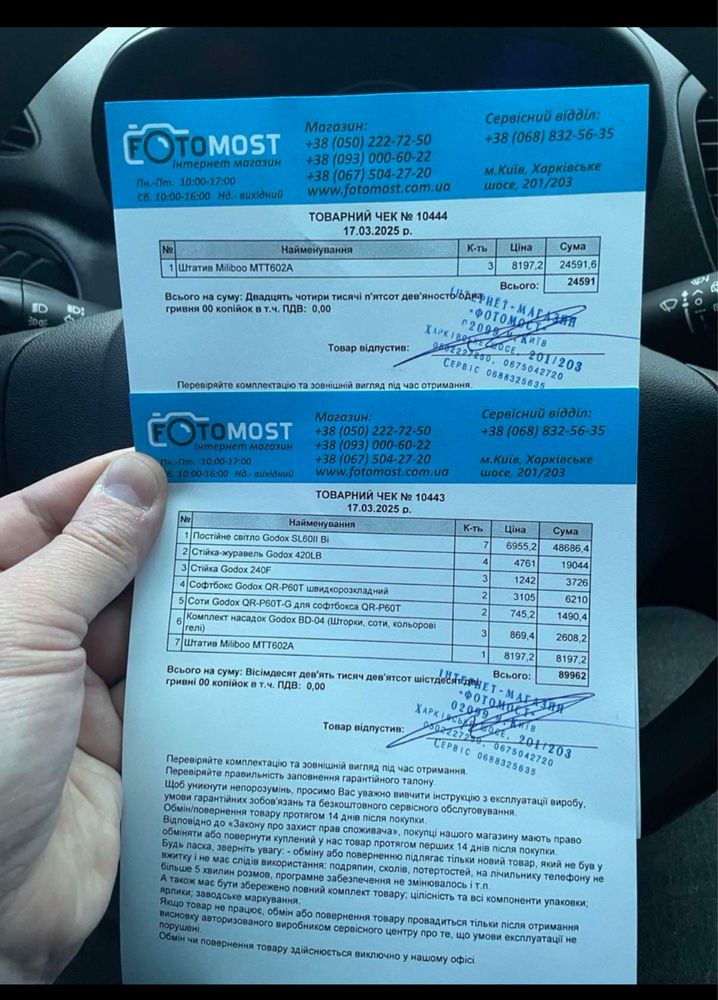 FOTOMOST
інтернет магазин
Пн.-Пт. 10:00-17:00
Сб. 10:00-16:00 Нд.- вихідний
Магазин:
+38 (050) 222-72-50
+38 (093) 000-60-22
+38 (067) 504-27-20
www.fotomost.com.ua
Сервісний відділ:
+38 (068) 832-56-35
м.Київ, Харківське
шосе, 201/203
ТОВАРНИЙ ЧЕК № 10444
17.03.2025 р.
№ Найменування К-ть Ціна Сума
1 Штатив Miliboo MTT602A 3 8197,2 24591,6
Всього: 24591
Всього на суму: Двадцять чотири тисячі п'ятсот дев'яносто одна
гривня 00 копійок в т.ч. ПДВ: 0,00
Товар відпустив:
ІНТЕРНЕТ-МАГАЗИН
"ФОТОМОСТ"
02099 м.Київ
Харківське шосе, 201/203
0502227250, 0675042720
Сервіс 0688325635
Перевіряйте комплектацію та зовнішній вигляд під час отримання.
FOTOMOST
інтернет магазин
Пн.-Пт. 10:00-17:00
Сб. 10:00-16:00 Нд.- вихідний
Магазин:
+38 (050) 222-72-50
+38 (093) 000-60-22
+38 (067) 504-27-20
www.fotomost.com.ua
Сервісний відділ:
+38 (068) 832-56-35
м.Київ, Харківське
шосе, 201/203
ТОВАРНИЙ ЧЕК № 10443
17.03.2025 р.
№ Найменування К-ть Ціна Сума
1 Постійне світло Godox SL60II Bi 7 6955,2 48686,4
2 Стійка-журавель Godox 420LB 4 4761 19044
3 Стійка Godox 240F 3 1242 3726
4 Софтбокс Godox QR-P60T швидкорозкладний 2 3105 6210
5 Соти Godox QR-P60T-G для софтбокса QR-P60T 2 745,2 1490,4
6 Комплект насадок Godox BD-04 (Шторки, соти, кольорові
гелі) 3 869,4 2608,2
7 Штатив Miliboo MTT602A 1 8197,2 8197,2
Всього: 89962
Всього на суму: Вісімдесят дев'ять тисяч дев'ятсот шістдесят дві
гривні 00 копійок в т.ч. ПДВ: 0,00
Товар відпустив:
ІНТЕРНЕТ-МАГАЗИН
"ФОТОМОСТ"
02099 м.Київ
Харківське шосе, 201/203
0502227250, 0675042720
Сервіс 0688325635
Перевіряйте комплектацію та зовнішній вигляд під час отримання.
Перевіряйте правильність заповнення гарантійного талону.
Щоб уникнути непорозумінь, просимо Вас уважно вивчити інструкцію з експлуатації виробу,
умови гарантійних зобов'язань та безкоштовного сервісного обслуговування.
Обмін/повернення товару протягом 14 днів після покупки.
Відповідно до «Закону про захист прав споживача», покупці нашого магазину мають право
обміняти або повернути куплений у нас товар протягом перших 14 днів після покупки.
Будь ласка, зверніть увагу: - обміну або поверненню підлягає тільки новий товар, який не був у
вжитку і не має слідів використання: подряпин, сколів, потертостей, на лічильнику телефону не
більше 5 хвилин розмов, програмне забезпечення не змінювалось і т.п.
А також має бути збережено повний комплект товару; цілісність та всі компоненти упаковки;
ярлики; заводське маркування.
Якщо товар не працює, обмін або повернення товару провадиться тільки після отримання
висновку авторизованого виробником сервісного центру про те, що умови експлуатації не
порушені.
Обмін чи повернення товару здійснюється виключно у нашому офісі.